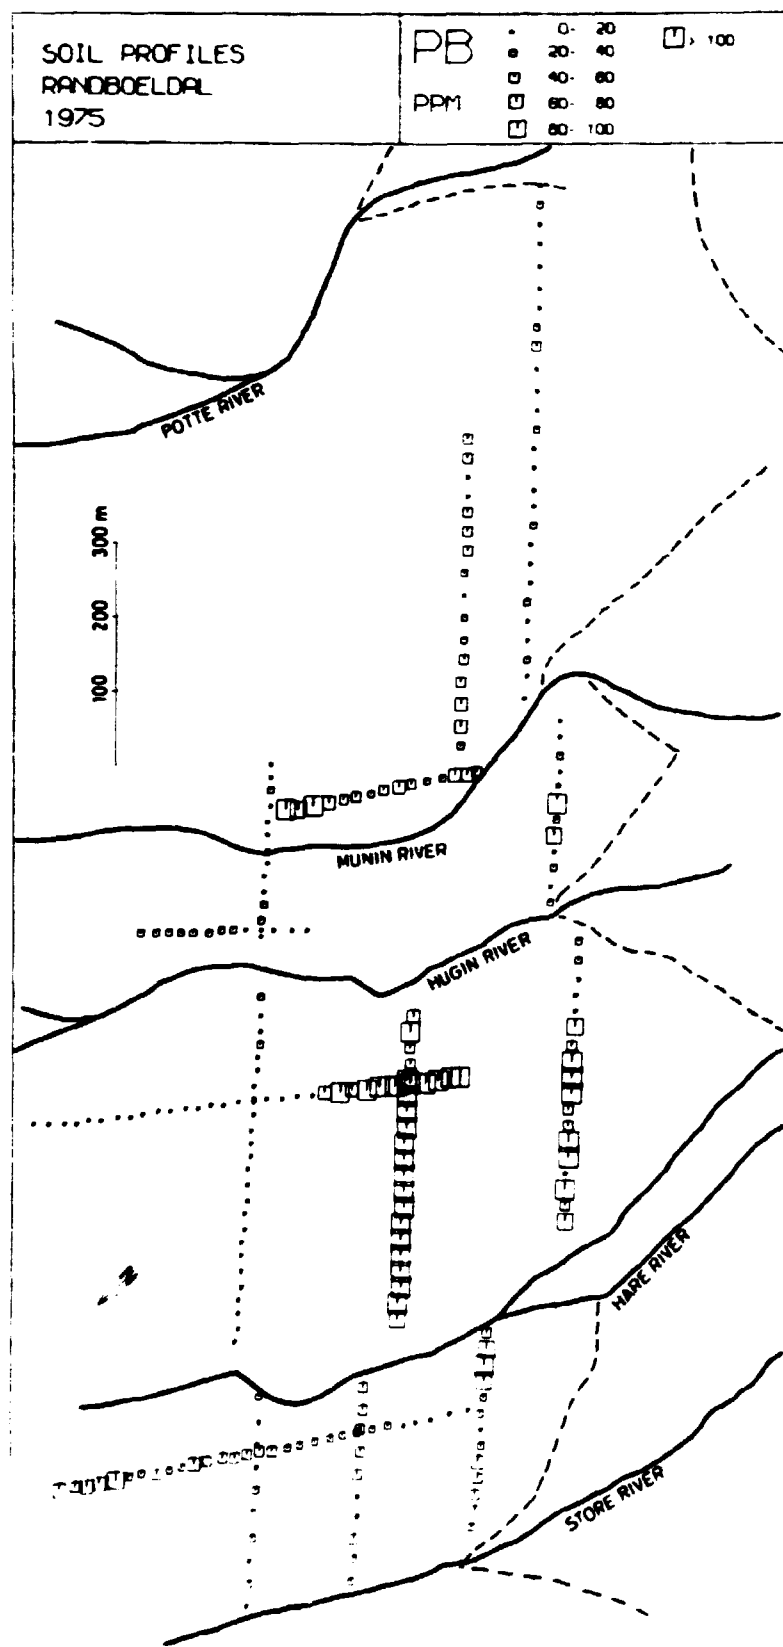 SOIL PROFILES
RANDBOELDAL
1975
PB
PPM
0- 20
20- 40
40- 60
60- 80
80- 100
> 100
POTTE RIVER
300 m
200
100
MUNIN RIVER
HUGIN RIVER
N
HARE RIVER
STORE RIVER